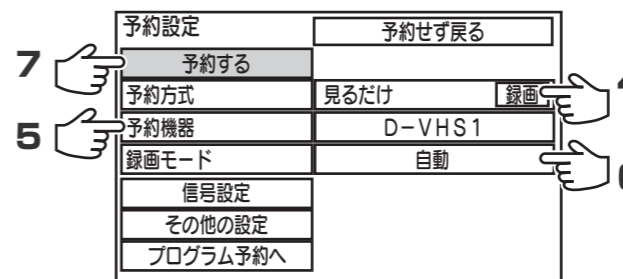 予約設定 予約せず戻る
7 予約する
予約方式 見るだけ 録画
5 予約機器 D-VHS1
録画モード 自動
信号設定
その他の設定
プログラム予約へ